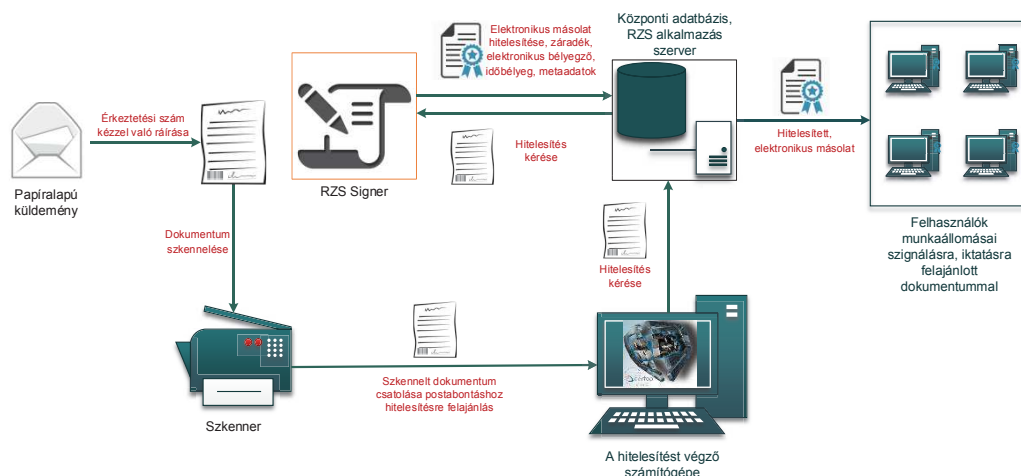 Elektronikus másolat
hitelesítése, záradék,
elektronikus bélyegző,
időbélyeg, metaadatok
Központi adatbázis,
RZS alkalmazás
szerver
Érkeztetési szám
kézzel való ráírása
Papíralapú
küldemény
RZS Signer
Hitelesítés
kérése
Hitelesített,
elektronikus másolat
Felhasználók
munkaállomásai
szignálásra, iktatásra
felajánlott
dokumentummal
Dokumentum
szkennelése
Hitelesítés
kérése
Szkennelt dokumentum
csatolása postabontáshoz
hitelesítésre felajánlás
Szkenner
A hitelesítést végző
számítógépe